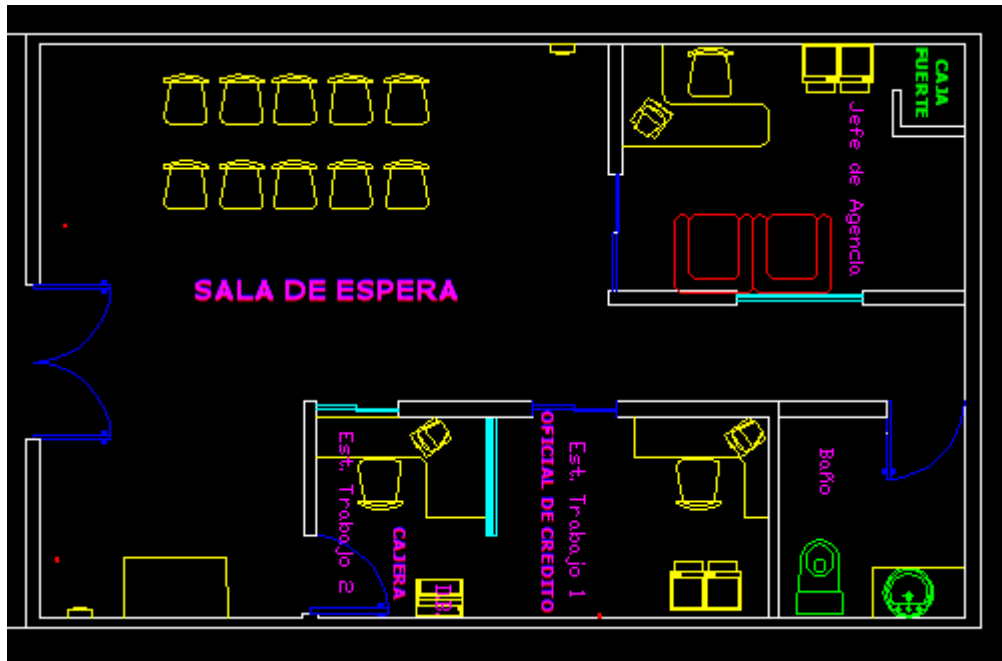 CAJA
FUERTE
Jefe de Agencia
SALA DE ESPERA
Est. Trabajo 2
CAJERA
OFICIAL DE CREDITO
Est. Trabajo 1
Baño